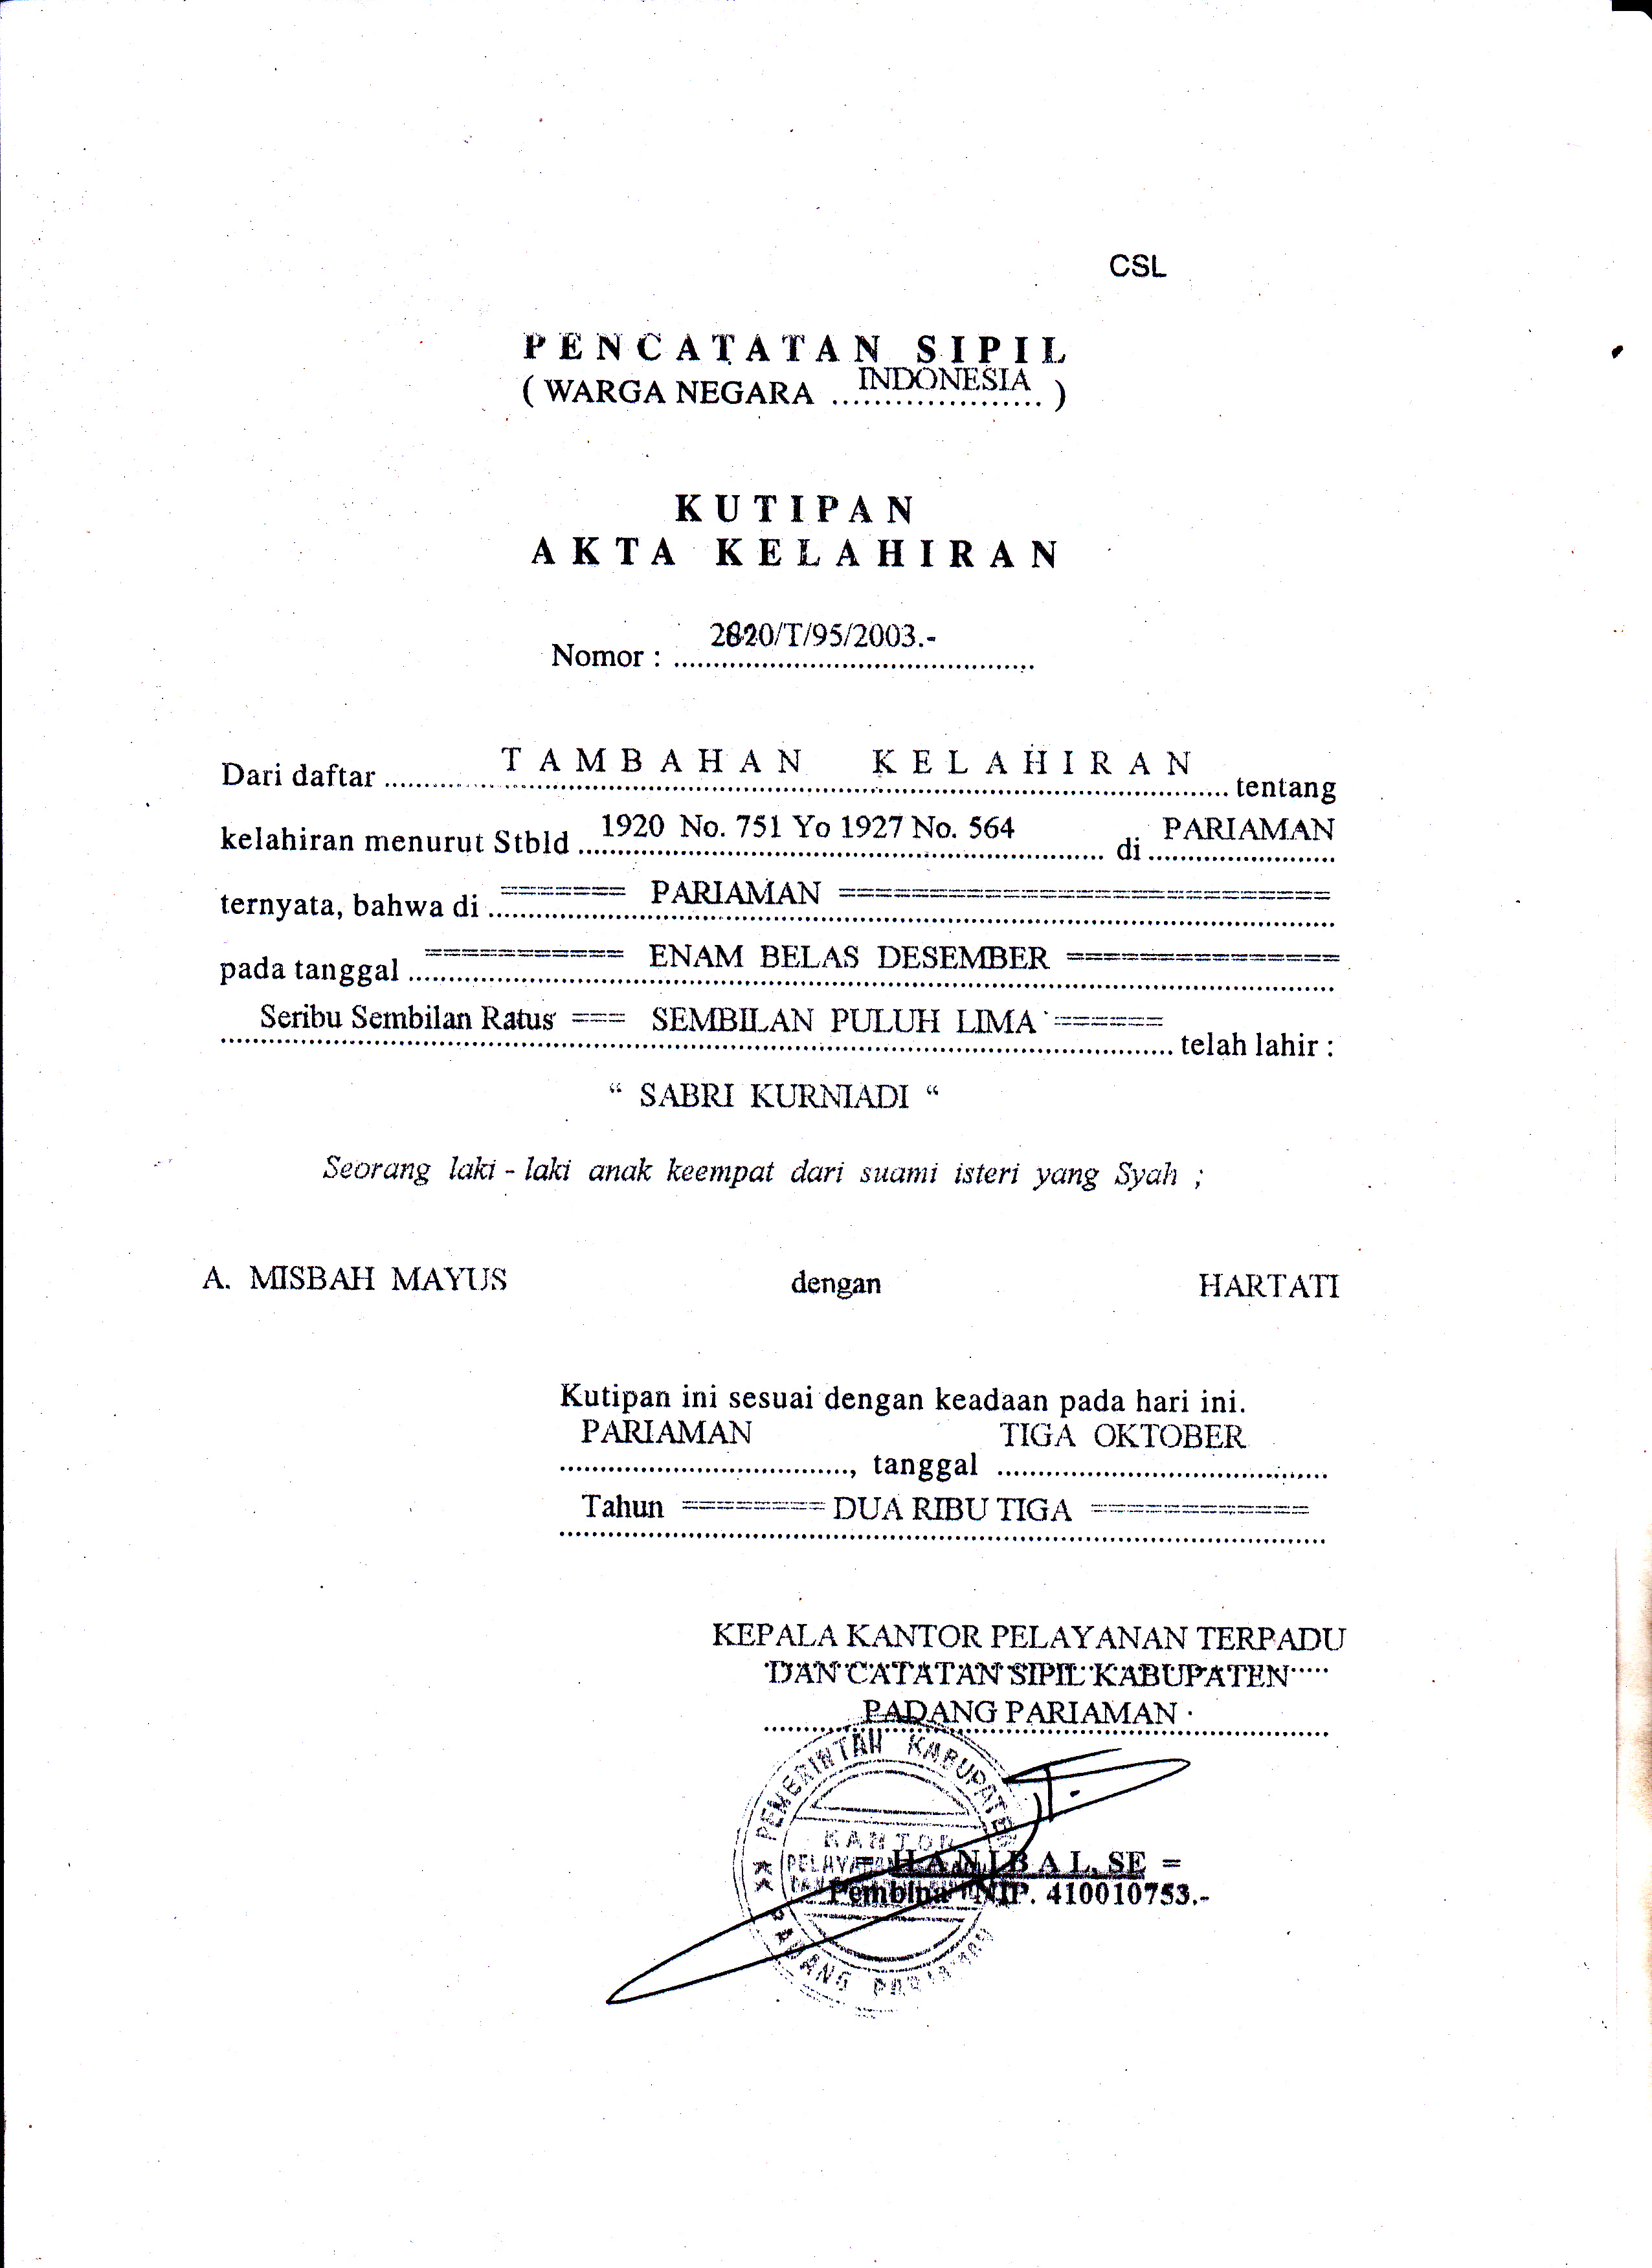 CSL
PENCATATAN SIPIL
( WARGA NEGARA INDONESIA )
KUTIPAN
AKTA KELAHIRAN
Nomor : /T/95/2003.-
Dari daftar TAMBAHAN KELAHIRAN tentang
kelahiran menurut Stbld 1920 No. 751 Yo 1927 No. 564 di PARIAMAN
ternyata, bahwa di ======= PARIAMAN ===========================
pada tanggal =========== ENAM BELAS DESEMBER ===============
Seribu Sembilan Ratus === SEMBILAN PULUH LIMA ====== telah lahir :
“ SABRI KURNIADI “
Seorang laki - laki anak keempat dari suami isteri yang Syah ;
A. MISBAH MAYUS dengan HARTATI
Kutipan ini sesuai dengan keadaan pada hari ini.
PARIAMAN, tanggal TIGA OKTOBER
Tahun ======== DUA RIBU TIGA ============
KEPALA KANTOR PELAYANAN TERPADU
DAN CATATAN SIPIL KABUPATEN
PADANG PARIAMAN
PEMERINTAH KABUPATEN
KANTOR
PADANG PARIAMAN
= HANIBAL, SE =
Pembina NIP. 410010753.-